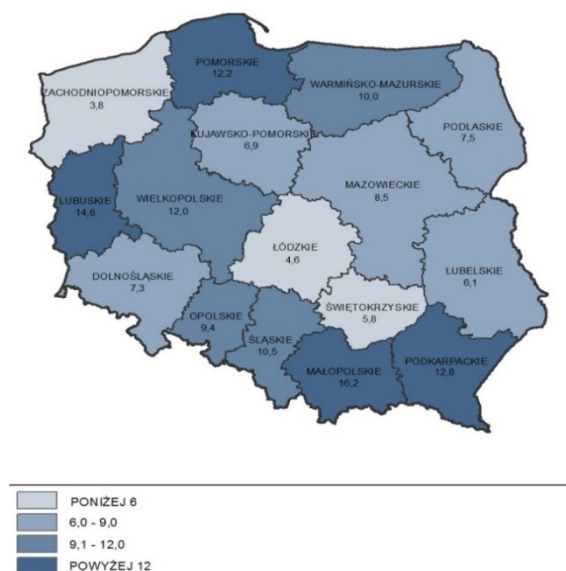 POMORSKIE
12,2
WARMIŃSKO-MAZURSKIE
10,0
ZACHODNIOPOMORSKIE
3,8
PODLASKIE
7,5
KUJAWSKO-POMORSKIE
6,9
MAZOWIECKIE
8,5
LUBUSKIE
14,6
WIELKOPOLSKIE
12,0
ŁÓDZKIE
4,6
LUBELSKIE
6,1
DOLNOŚLĄSKIE
7,3
ŚWIĘTOKRZYSKIE
5,8
OPOLSKIE
9,4
ŚLĄSKIE
10,5
MAŁOPOLSKIE
16,2
PODKARPACKIE
12,8
PONIŻEJ 6
6,0 - 9,0
9,1 - 12,0
POWYŻEJ 12